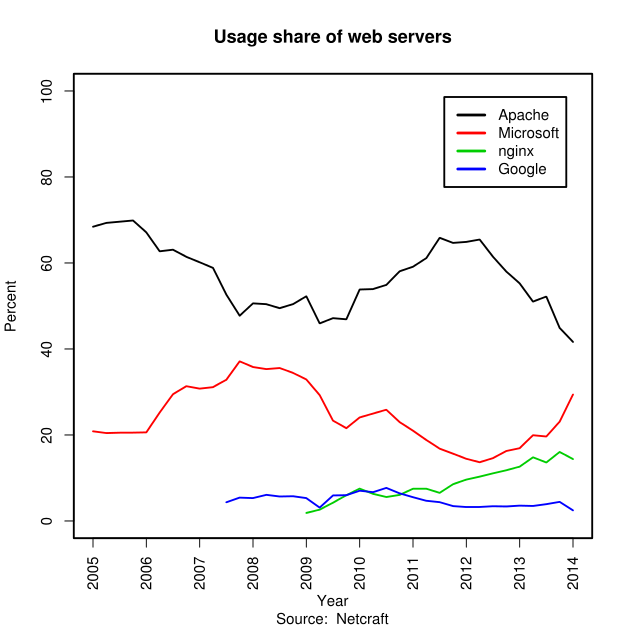 Usage share of web servers
Percent
100
80
60
40
20
0
Apache
Microsoft
nginx
Google
2005
2006
2007
2008
2009
2010
2011
2012
2013
2014
Year
Source:  Netcraft